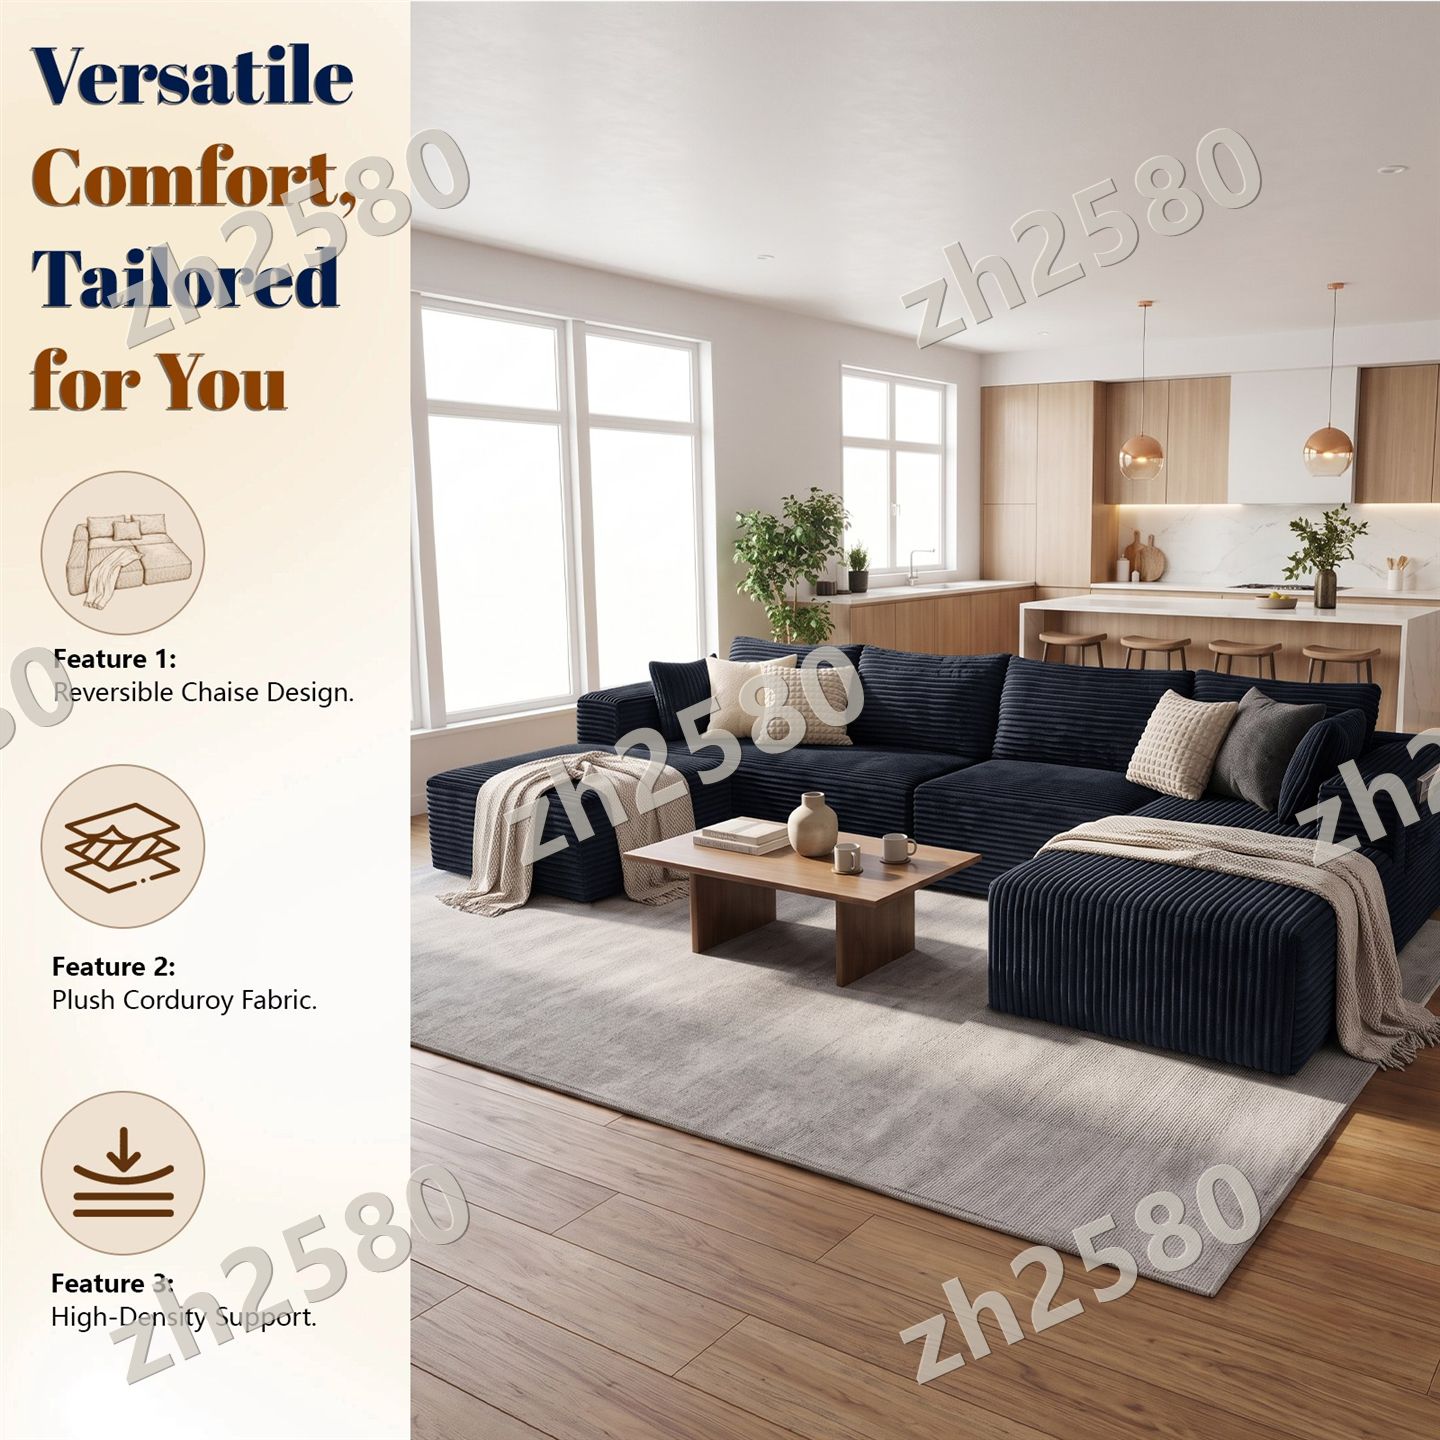 Versatile
Comfort,
Tailored
for You
Feature 1:
Reversible Chaise Design.
Feature 2:
Plush Corduroy Fabric.
Feature 3:
High-Density Support.
zh2580
zh2580
zh2580
zh2580
zh2580